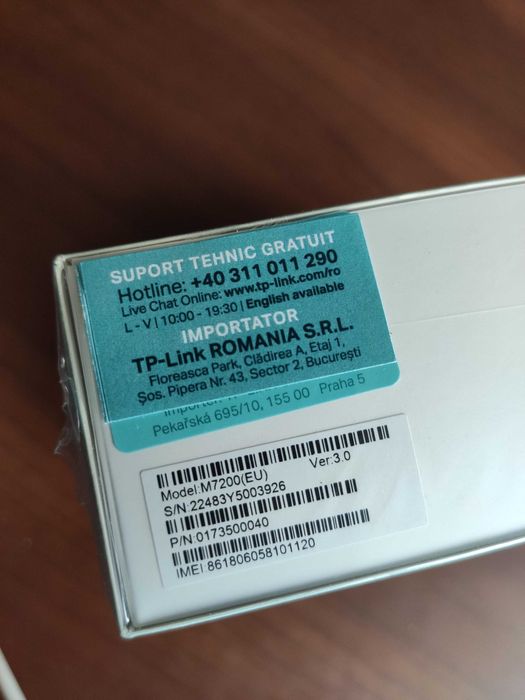 SUPORT TEHNIC GRATUIT
Hotline: +40 311 011 290
Live Chat Online: www.tp-link.com/ro
L - V | 10:00 - 19:30 | English available
IMPORTATOR
TP-Link ROMANIA S.R.L.
Floreasca Park, Clădirea A, Etaj 1,
Şos. Pipera Nr. 43, Sector 2, Bucureşti
Pekařská 695/10, 155 00 Praha 5
Model:M7200(EU) Ver:3.0
S/N:22483Y5003926
P/N:0173500040
IMEI:861806058101120